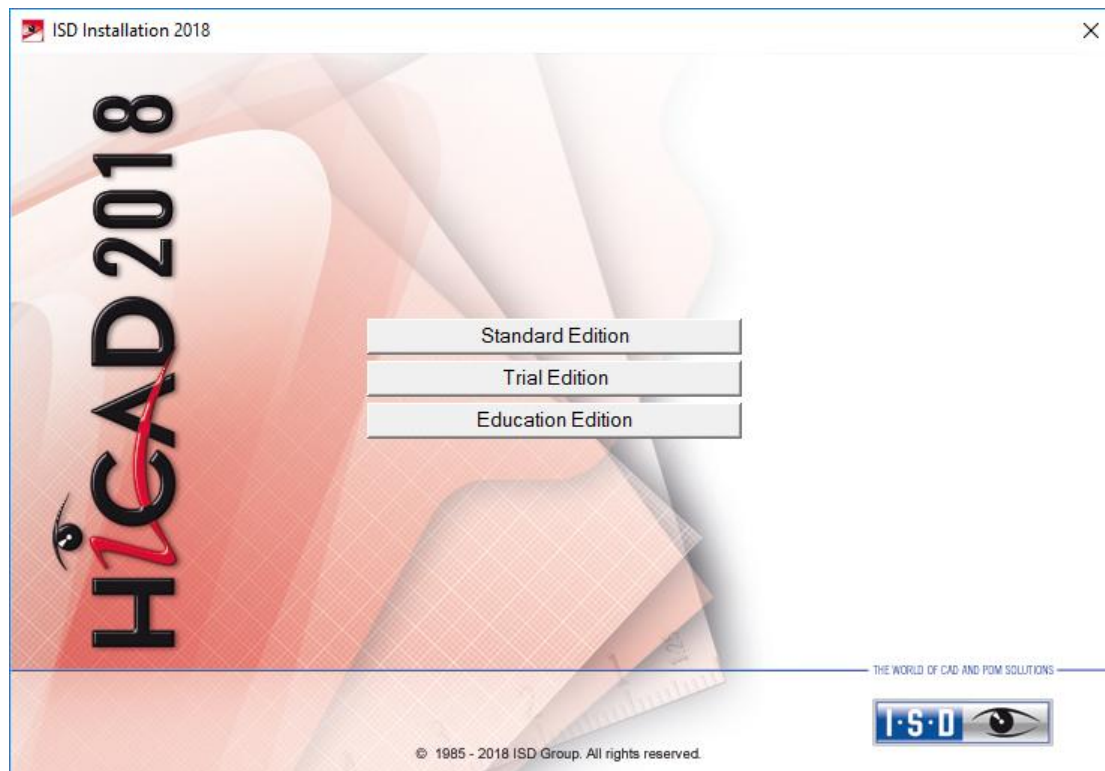 ISD Installation 2018
HiCAD 2018
Standard Edition
Trial Edition
Education Edition
THE WORLD OF CAD AND PDM SOLUTIONS
I·S·D
© 1985 - 2018 ISD Group. All rights reserved.